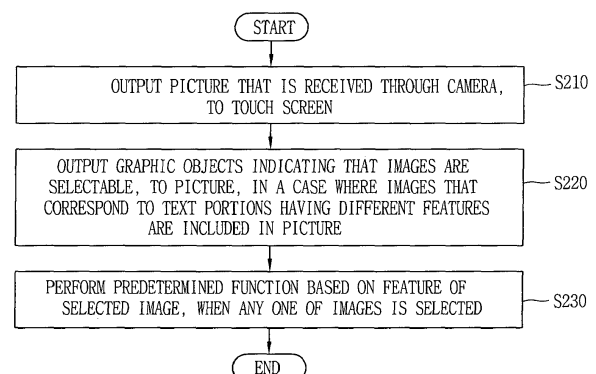 START
OUTPUT PICTURE THAT IS RECEIVED THROUGH CAMERA,
TO TOUCH SCREEN
S210
OUTPUT GRAPHIC OBJECTS INDICATING THAT IMAGES ARE
SELECTABLE, TO PICTURE, IN A CASE WHERE IMAGES THAT
CORRESPOND TO TEXT PORTIONS HAVING DIFFERENT FEATURES
ARE INCLUDED IN PICTURE
S220
PERFORM PREDETERMINED FUNCTION BASED ON FEATURE OF
SELECTED IMAGE, WHEN ANY ONE OF IMAGES IS SELECTED
S230
END